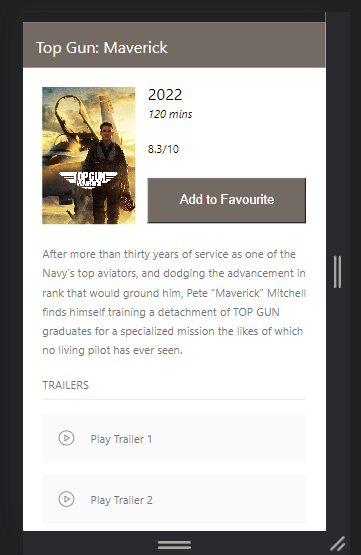 Top Gun: Maverick
2022
120 mins
8.3/10
TOP GUN
Add to Favourite
After more than thirty years of service as one of the
Navy's top aviators, and dodging the advancement in
rank that would ground him, Pete “Maverick” Mitchell
finds himself training a detachment of TOP GUN
graduates for a specialized mission the likes of which
no living pilot has ever seen.
TRAILERS
Play Trailer 1
Play Trailer 2